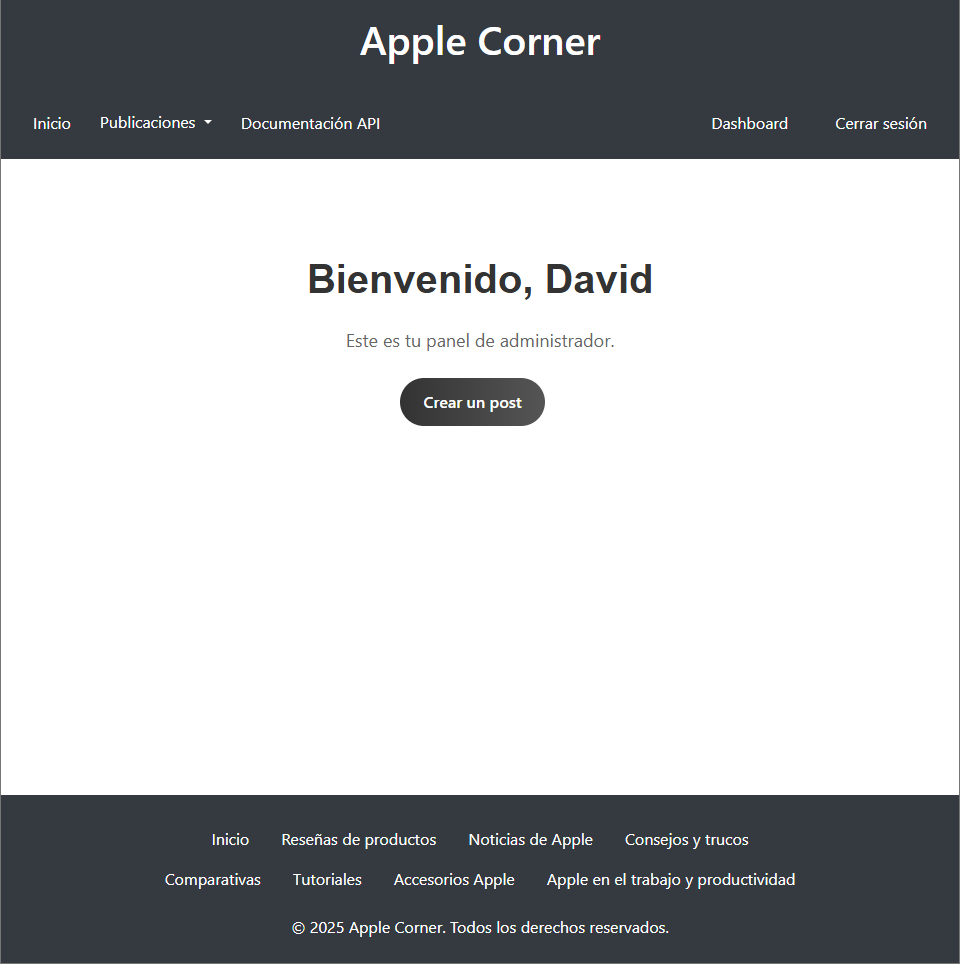 Apple Corner
Inicio Publicaciones Documentación API Dashboard Cerrar sesión
Bienvenido, David
Este es tu panel de administrador.
Crear un post
Inicio Reseñas de productos Noticias de Apple Consejos y trucos
Comparativas Tutoriales Accesorios Apple Apple en el trabajo y productividad
© 2025 Apple Corner. Todos los derechos reservados.